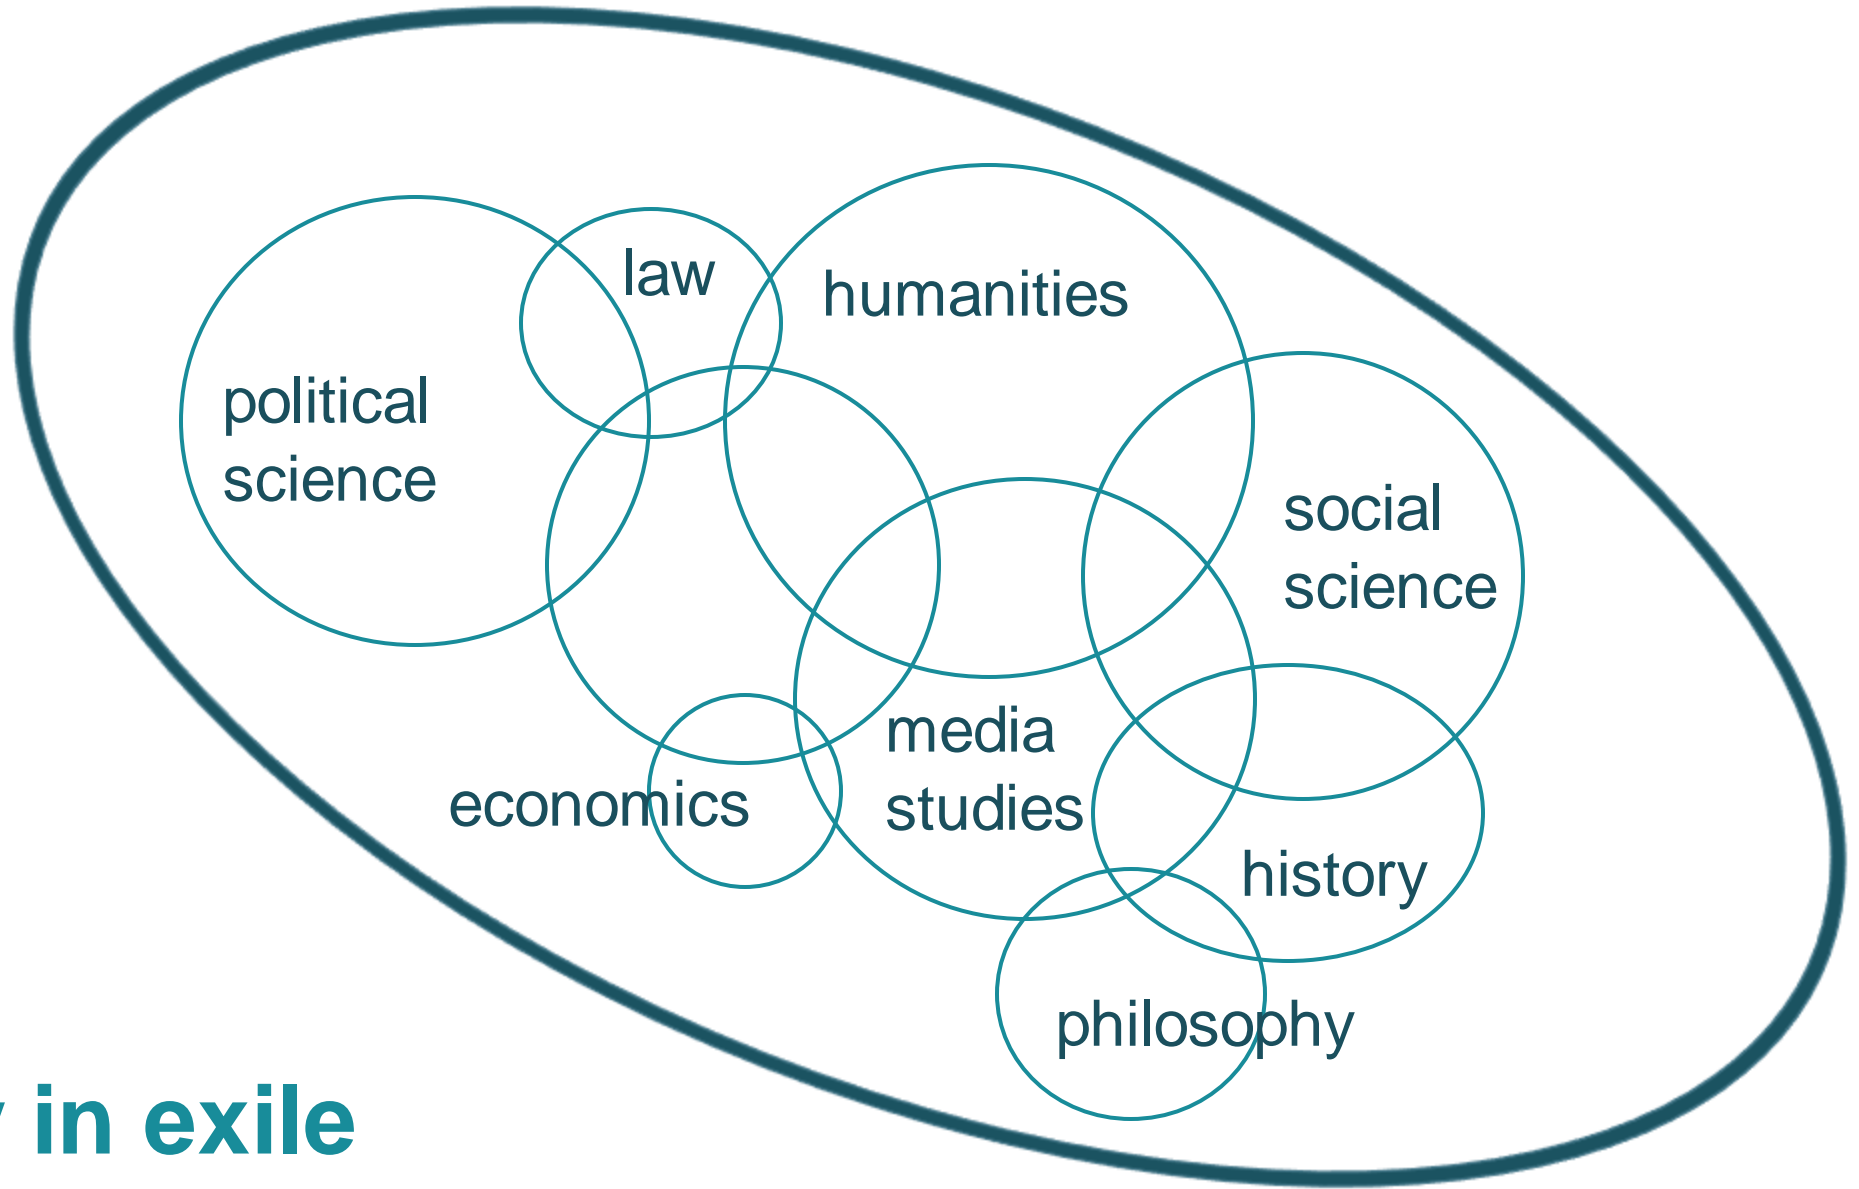 law
humanities
political
science
social
science
media
studies
economics
history
philosophy
in exile